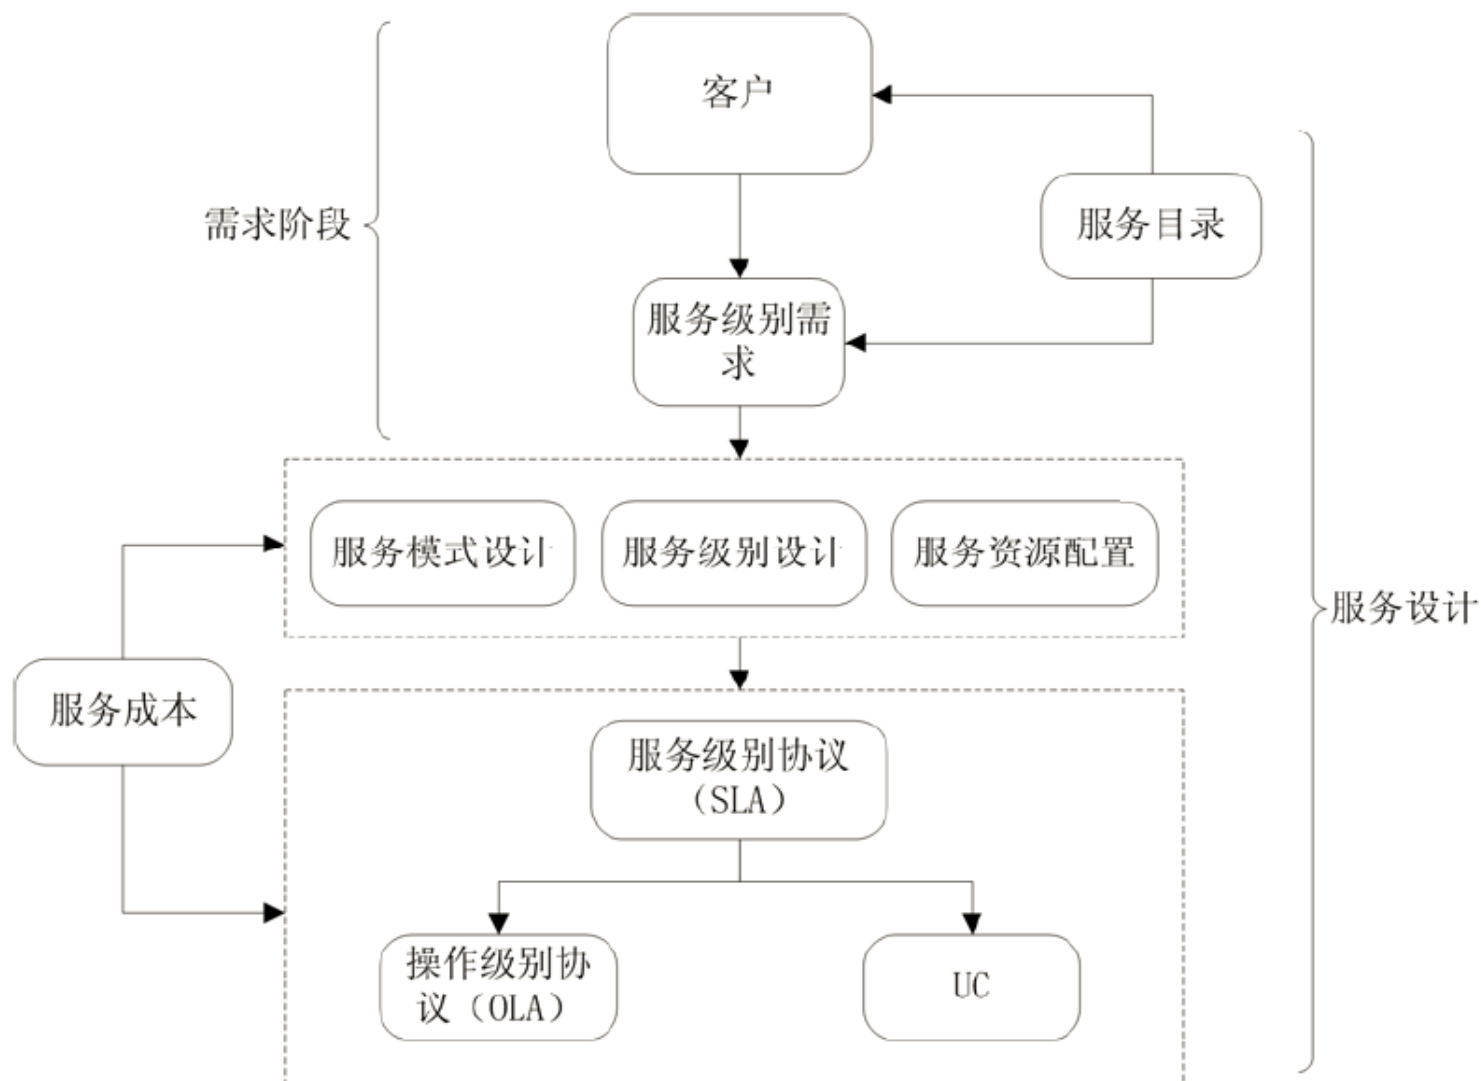 客户
服务目录
需求阶段
服务级别需
求
服务模式设计
服务级别设计
服务资源配置
服务设计
服务成本
服务级别协议
（SLA）
操作级别协
议（OLA）
UC